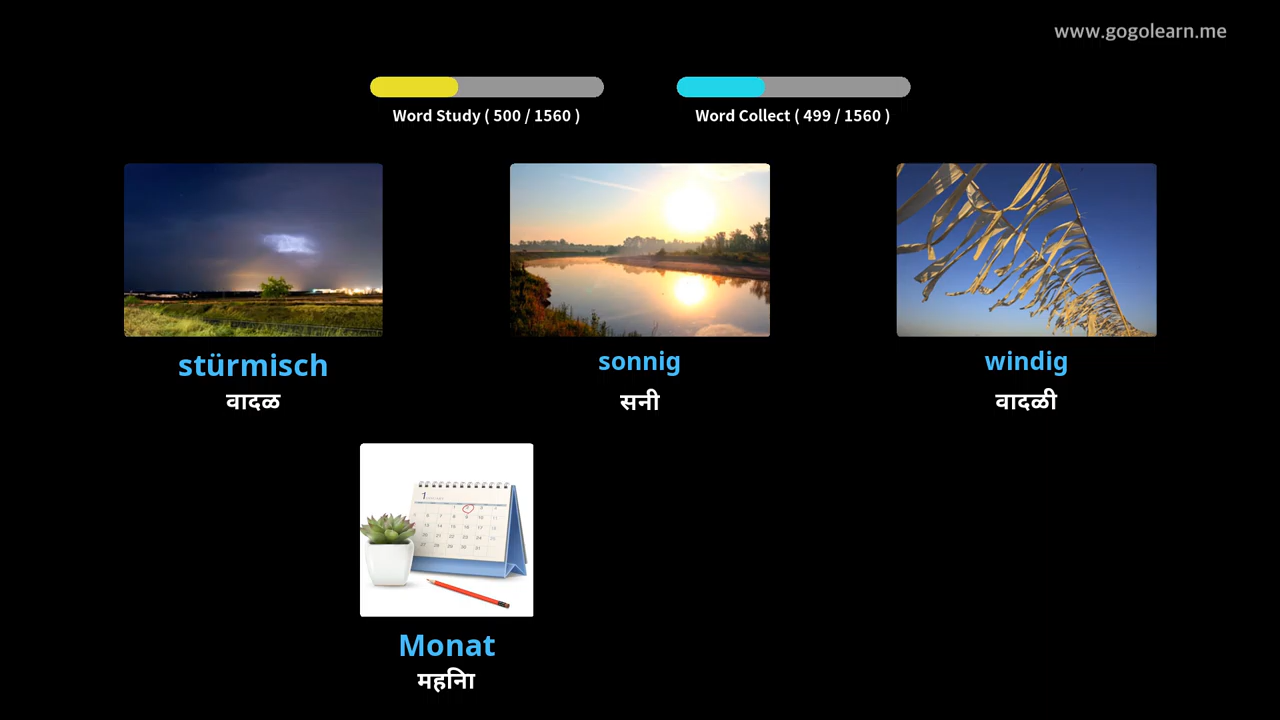 www.gogolearn.me
Word Study ( 500 / 1560 )
Word Collect ( 499 / 1560 )
stürmisch
वादळ
sonnig
सनी
windig
वादळी
Monat
महिना